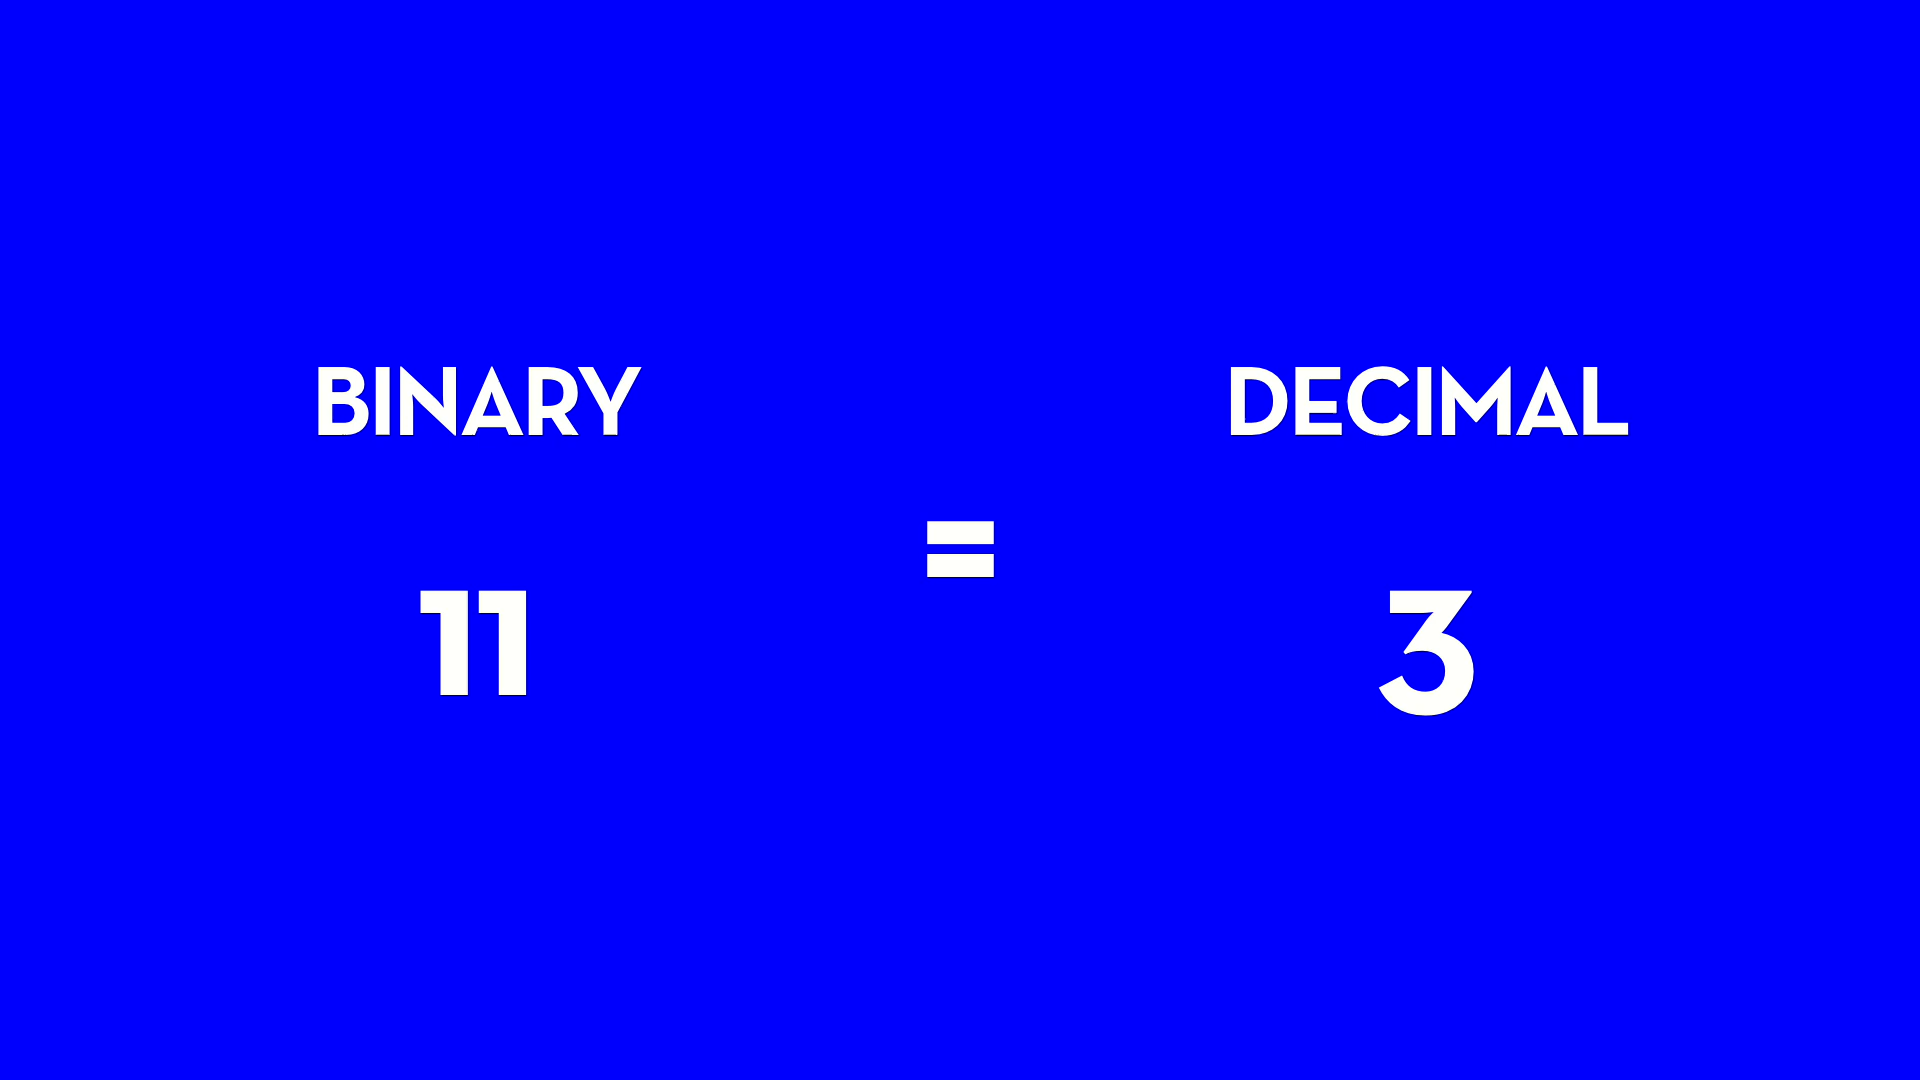 BINARY
11
=
DECIMAL
3